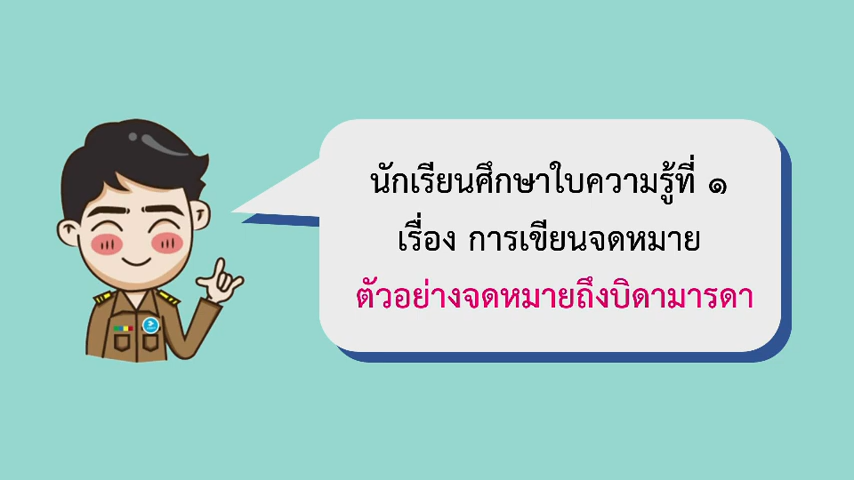 นักเรียนศึกษาใบความรู้ที่ ๑
เรื่อง การเขียนจดหมาย
ตัวอย่างจดหมายถึงบิดามารดา